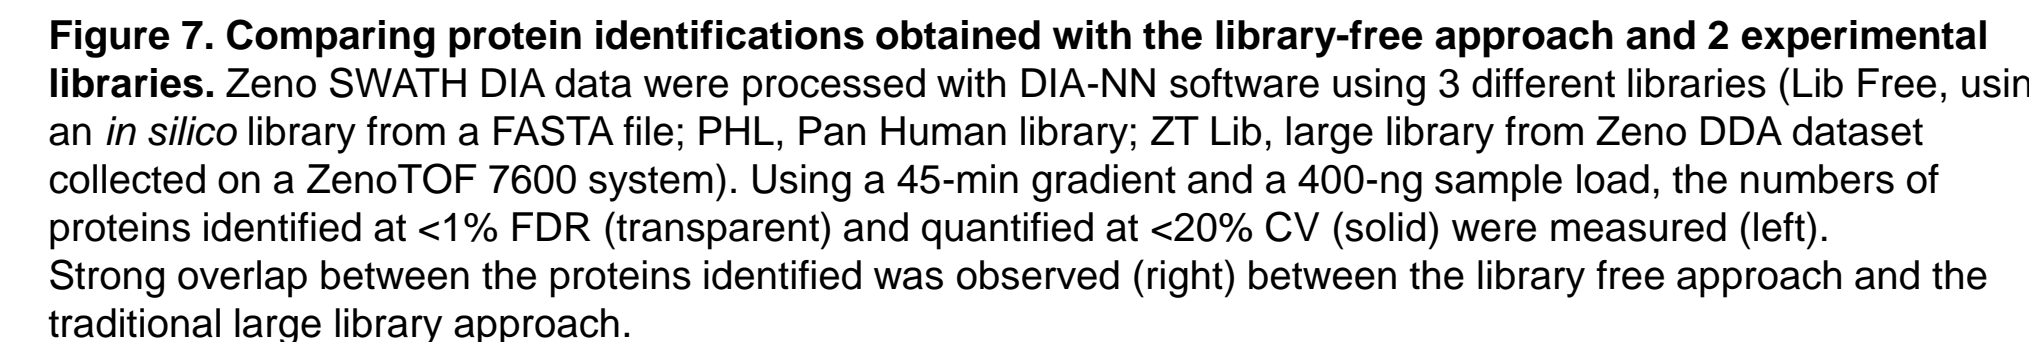 Figure 7. Comparing protein identifications obtained with the library-free approach and 2 experimental
libraries. Zeno SWATH DIA data were processed with DIA-NN software using 3 different libraries (Lib Free, usin
an in silico library from a FASTA file; PHL, Pan Human library; ZT Lib, large library from Zeno DDA dataset
collected on a ZenoTOF 7600 system). Using a 45-min gradient and a 400-ng sample load, the numbers of
proteins identified at <1% FDR (transparent) and quantified at <20% CV (solid) were measured (left).
Strong overlap between the proteins identified was observed (right) between the library free approach and the
traditional large library approach.